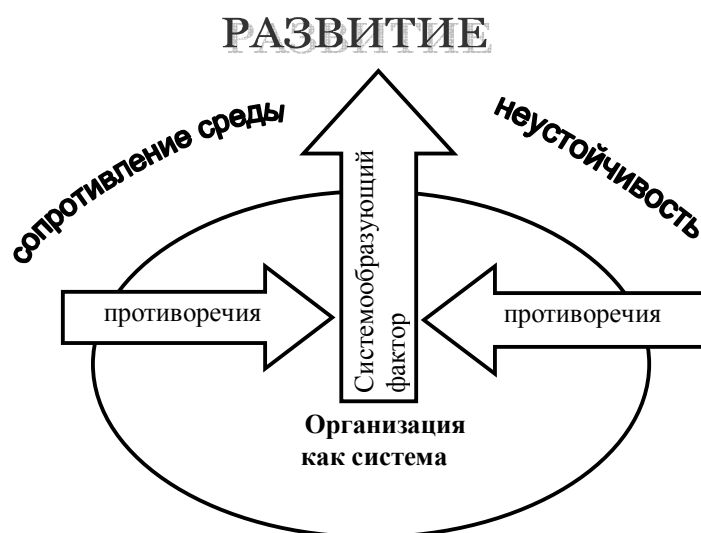 РАЗВИТИЕ
сопротивление среды
неустойчивость
Системообразующий
фактор
противоречия
противоречия
Организация
как система